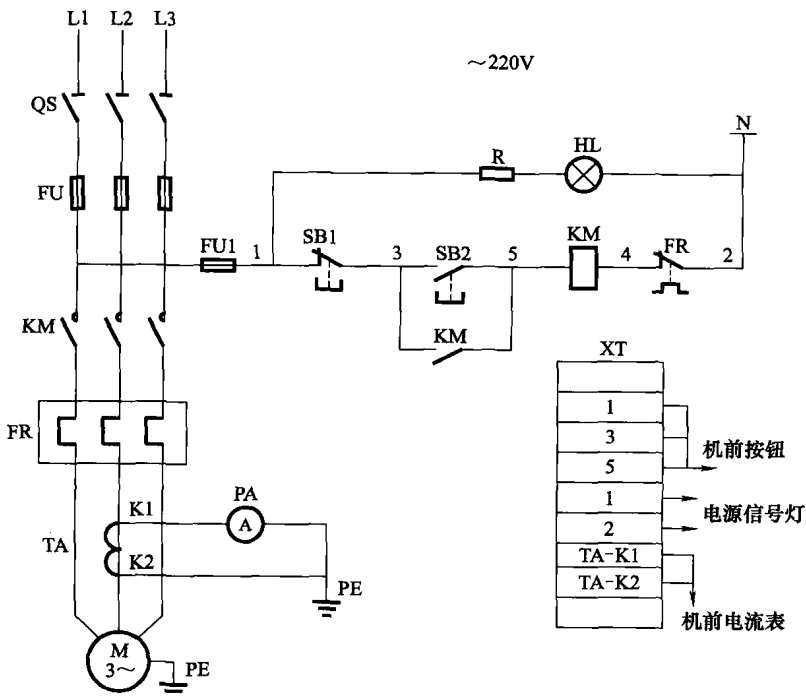 L1 L2 L3
～220V
QS
N
R HL
FU
FU1 1 SB1 3 SB2 5 KM 4 FR 2
KM
KM
XT
1
3
5
机前按钮
1
2
电源信号灯
TA-K1
TA-K2
机前电流表
FR
K1 PA
A
TA
K2
PE
M
3～
PE